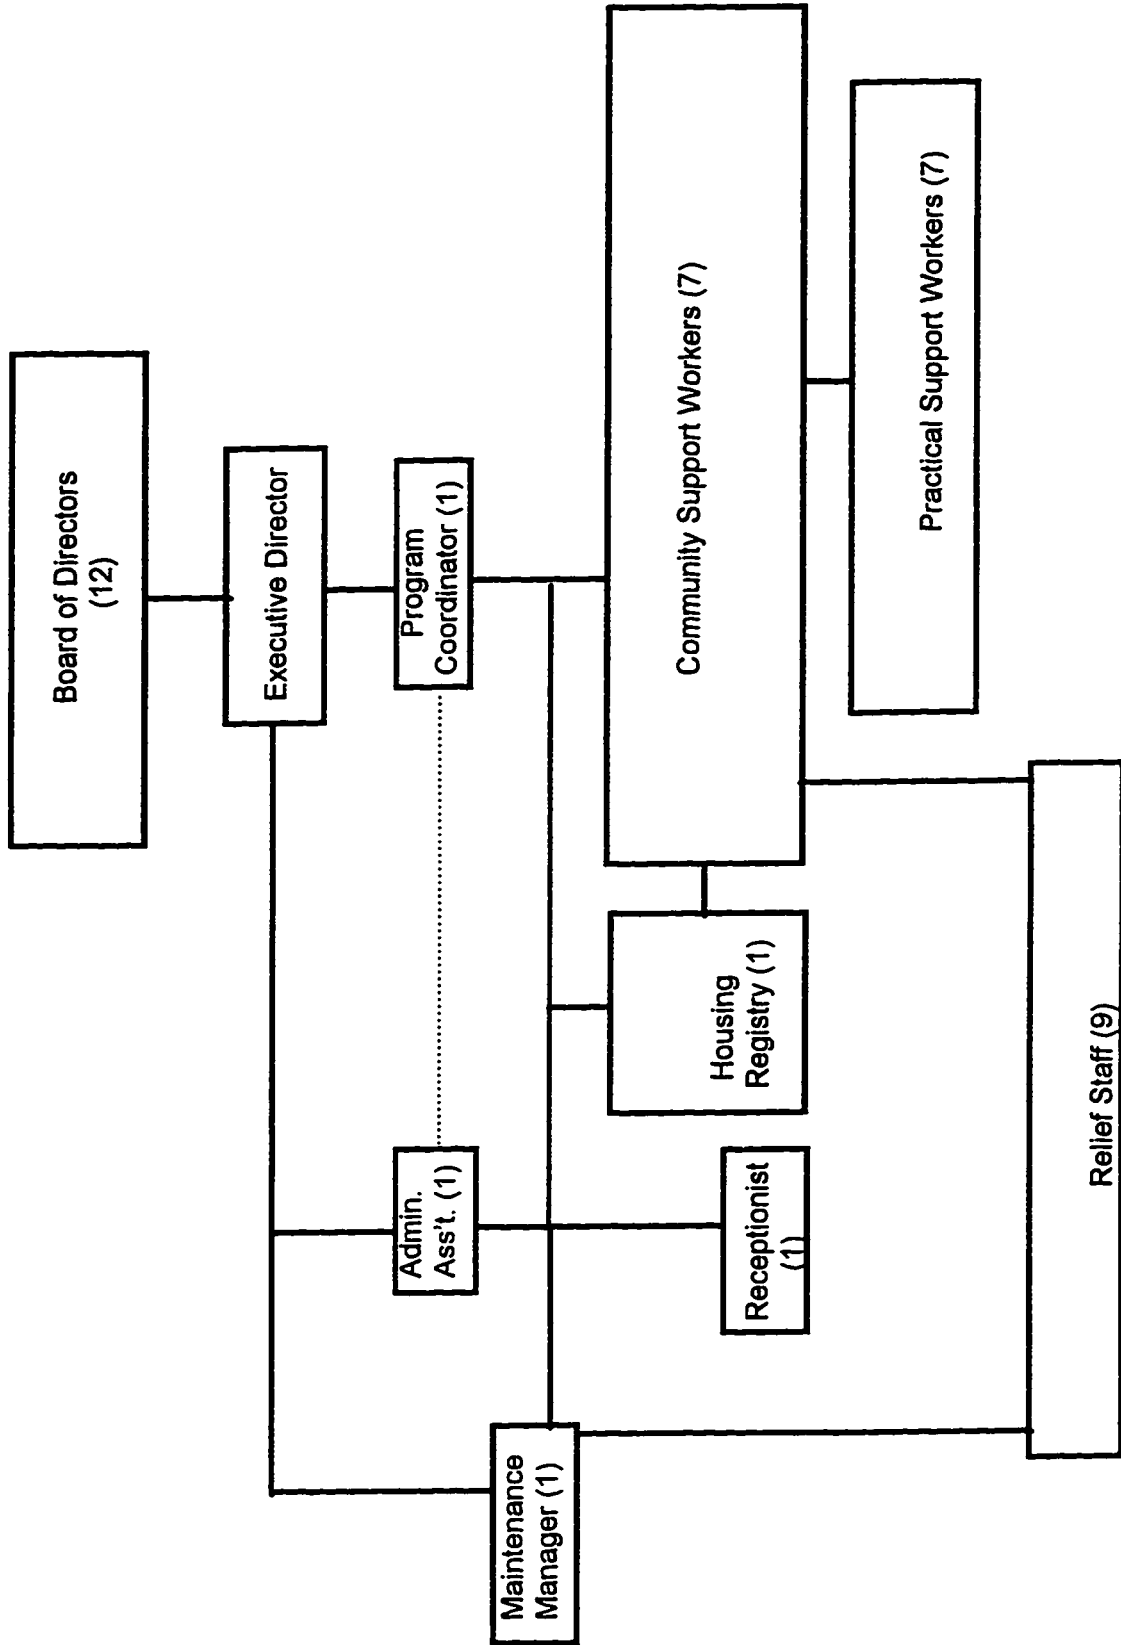 Board of Directors
(12)
Executive Director
Program
Coordinator (1)
Admin.
Ass't. (1)
Maintenance
Manager (1)
Community Support Workers (7)
Housing
Registry (1)
Receptionist
(1)
Practical Support Workers (7)
Relief Staff (9)